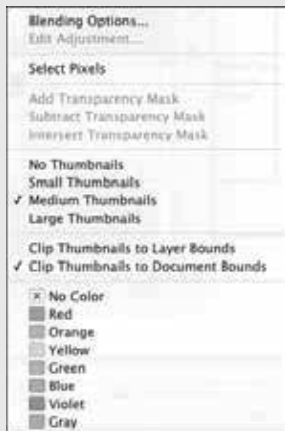 Blending Options...
Edit Adjustment...
Select Pixels
Add Transparency Mask
Subtract Transparency Mask
Intersect Transparency Mask
No Thumbnails
Small Thumbnails
✓ Medium Thumbnails
Large Thumbnails
Clip Thumbnails to Layer Bounds
✓ Clip Thumbnails to Document Bounds
× No Color
Red
Orange
Yellow
Green
Blue
Violet
Gray